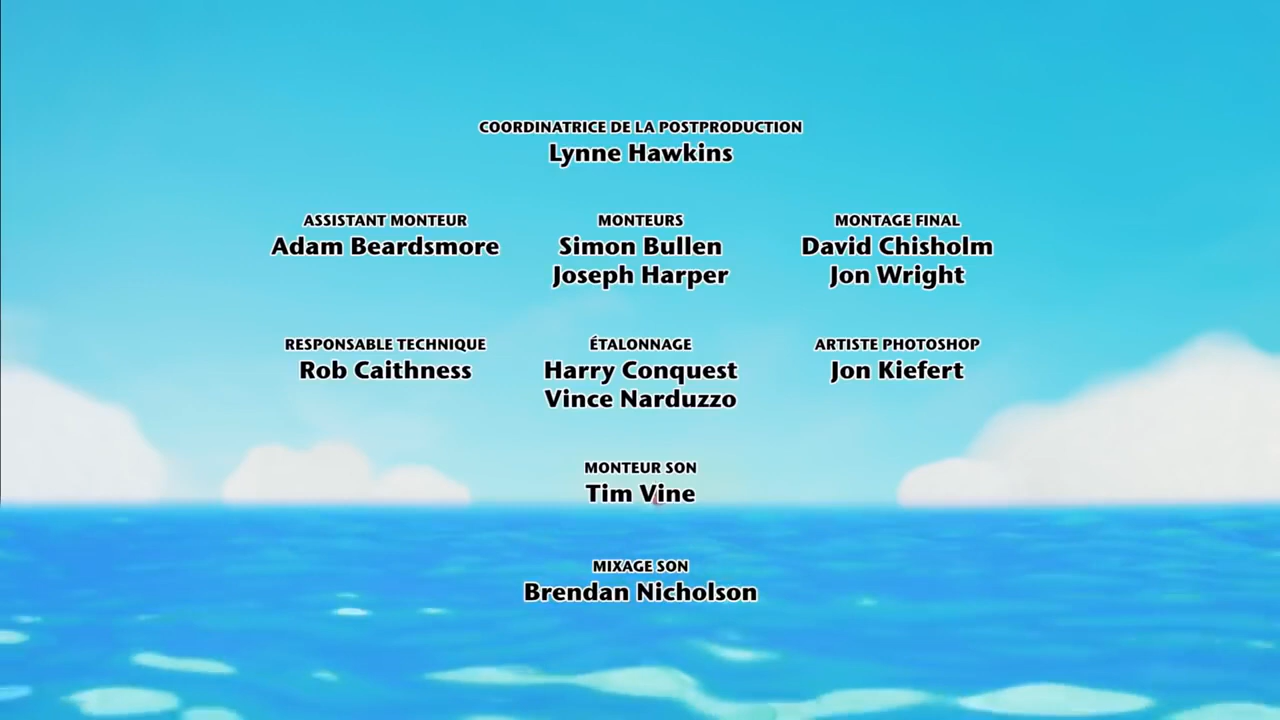 COORDINATRICE DE LA POSTPRODUCTION
Lynne Hawkins
ASSISTANT MONTEUR
Adam Beardsmore
MONTEURS
Simon Bullen
Joseph Harper
MONTAGE FINAL
David Chisholm
Jon Wright
RESPONSABLE TECHNIQUE
Rob Caithness
ÉTALONNAGE
Harry Conquest
Vince Narduzzo
ARTISTE PHOTOSHOP
Jon Kiefert
MONTEUR SON
Tim Vine
MIXAGE SON
Brendan Nicholson